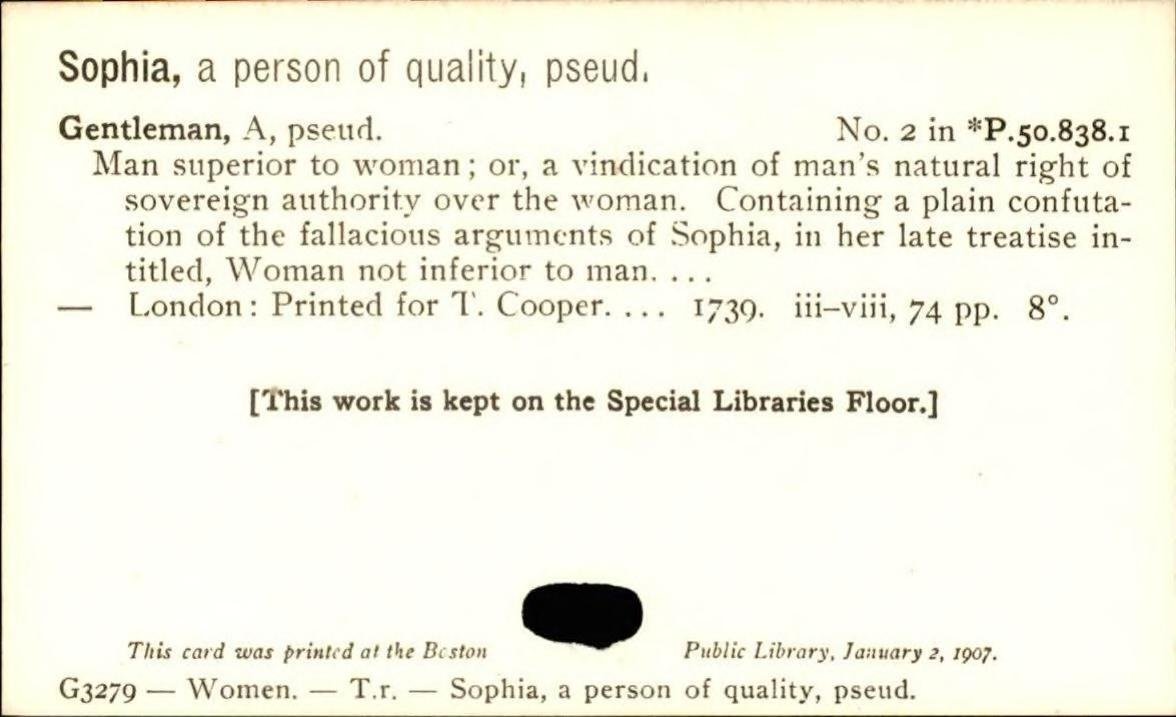 Sophia, a person of quality, pseud.
Gentleman, A, pseud. No. 2 in *P.50.838.1
Man superior to woman; or, a vindication of man's natural right of
sovereign authority over the woman. Containing a plain confuta-
tion of the fallacious arguments of Sophia, in her late treatise in-
titled, Woman not inferior to man. ...
— London: Printed for T. Cooper. ... 1739. iii–viii, 74 pp. 8°.
[This work is kept on the Special Libraries Floor.]
This card was printed at the Boston Public Library, January 2, 1907.
G3279 — Women. — T.r. — Sophia, a person of quality, pseud.